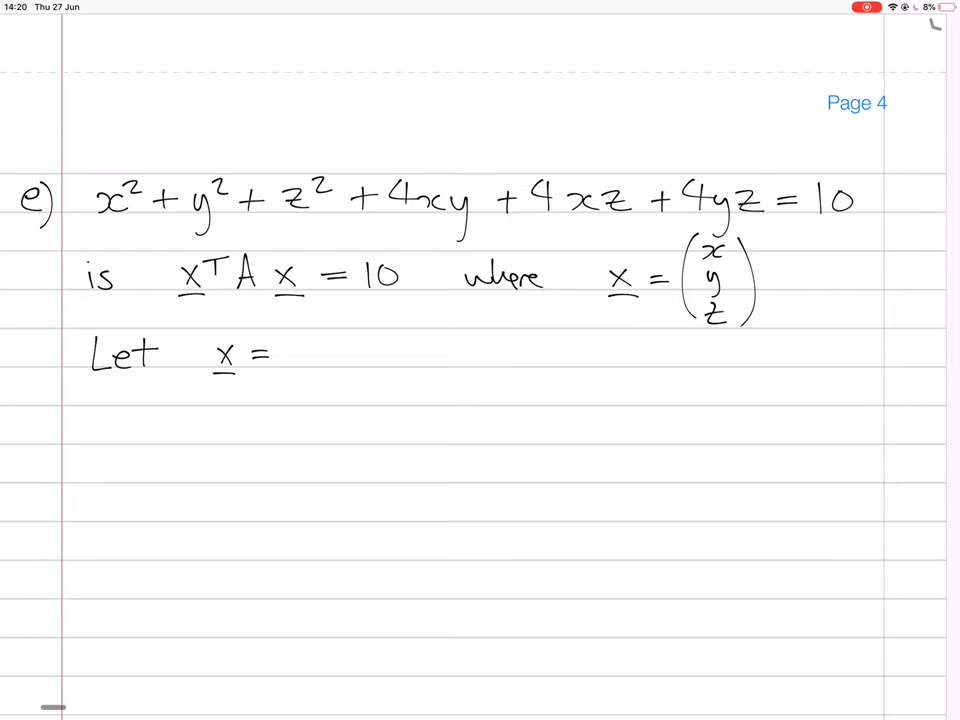 14:20 Thu 27 Jun 8%
Page 4
e) x² + y² + z² + 4xy + 4xz + 4yz = 10
is x^T A x = 10 where x = (x y z)
Let x =